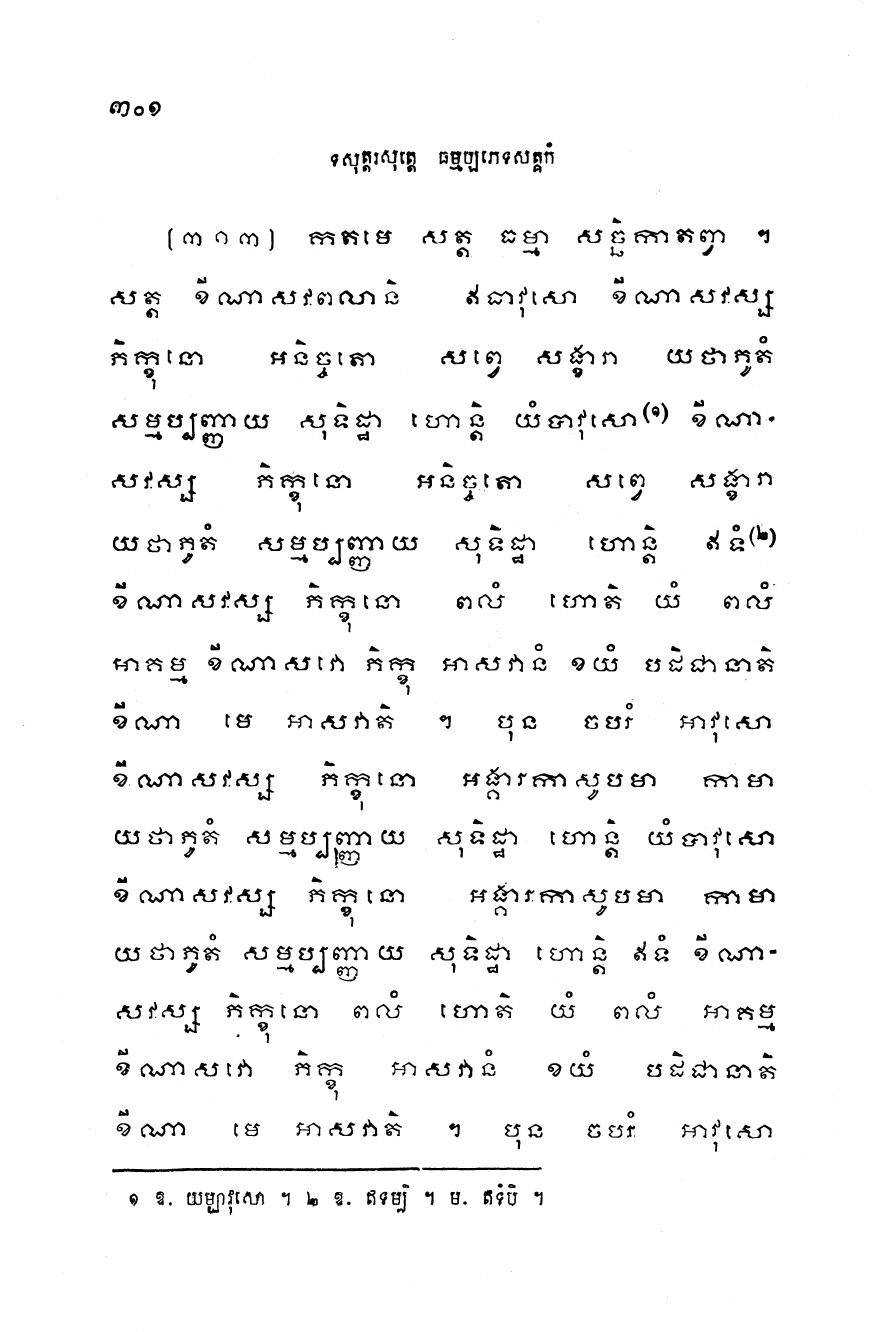 ៣០១
ទសុត្តរសុត្តេ ធម្មប្បភេទសត្តកំ
[៣១៣] កតមេ សត្ត ធម្មា សច្ឆិកាតព្វា ។
សត្ត ខីណាសវពលានិ ឥធាវុសោ ខីណាសវស្ស
ភិក្ខុនោ អនិច្ចតោ សព្វេ សង្ខារា យថាភូតំ
សម្មប្បញ្ញាយ សុទិដ្ឋា ហោន្តិ យំបាវុសោ(១) ខីណា-
សវស្ស ភិក្ខុនោ អនិច្ចតោ សព្វេ សង្ខារា
យថាភូតំ សម្មប្បញ្ញាយ សុទិដ្ឋា ហោន្តិ ឥទំ(២)
ខីណាសវស្ស ភិក្ខុនោ ពលំ ហោតិ យំ ពលំ
អាគម្ម ខីណាសវោ ភិក្ខុ អាសវានំ ខយំ បដិជានាតិ
ខីណា មេ អាសវាតិ ។ បុន ចបរំ អាវុសោ
ខីណាសវស្ស ភិក្ខុនោ អង្គារកាសូបមា កាមា
យថាភូតំ សម្មប្បញ្ញាយ សុទិដ្ឋា ហោន្តិ យំបាវុសោ
ខីណាសវស្ស ភិក្ខុនោ អង្គារកាសូបមា កាមា
យថាភូតំ សម្មប្បញ្ញាយ សុទិដ្ឋា ហោន្តិ ឥទំ ខីណា-
សវស្ស ភិក្ខុនោ ពលំ ហោតិ យំ ពលំ អាគម្ម
ខីណាសវោ ភិក្ខុ អាសវានំ ខយំ បដិជានាតិ
ខីណា មេ អាសវាតិ ។ បុន ចបរំ អាវុសោ
១ ឱ. យម្បាវុសោ ។ ២ ឱ. ឥទម្បិ ។ ម. ឥទំបិ ។